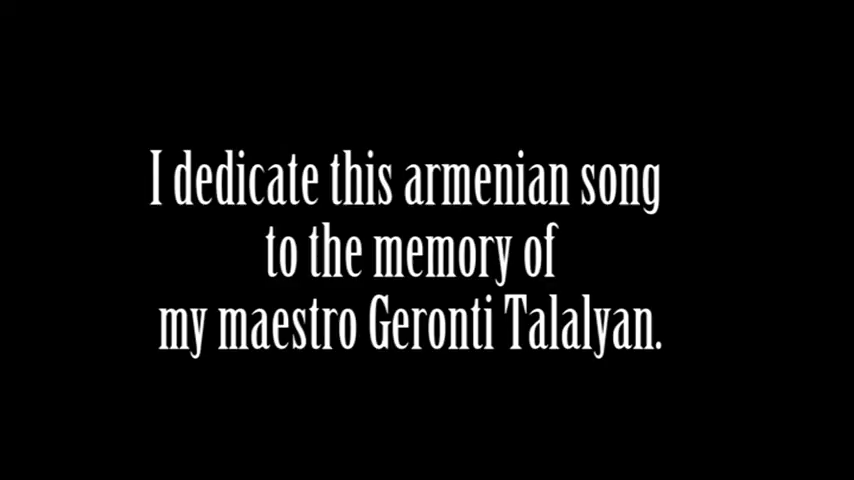 I dedicate this armenian song
to the memory of
my maestro Geronti Talalyan.